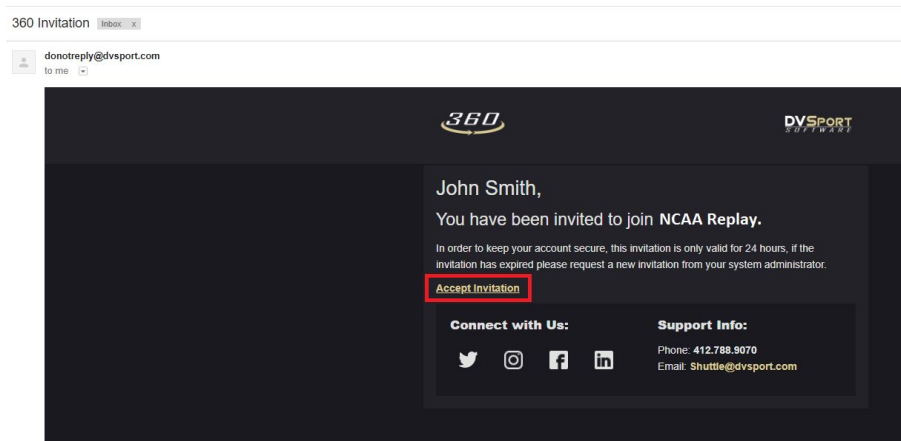 360 Invitation Inbox x
donotreply@dvsport.com
to me
360
DVSPORT
SOFTWARE
John Smith,
You have been invited to join NCAA Replay.
In order to keep your account secure, this invitation is only valid for 24 hours, if the
invitation has expired please request a new invitation from your system administrator.
Accept Invitation
Connect with Us:
Support Info:
Phone: 412.788.9070
Email: Shuttle@dvsport.com